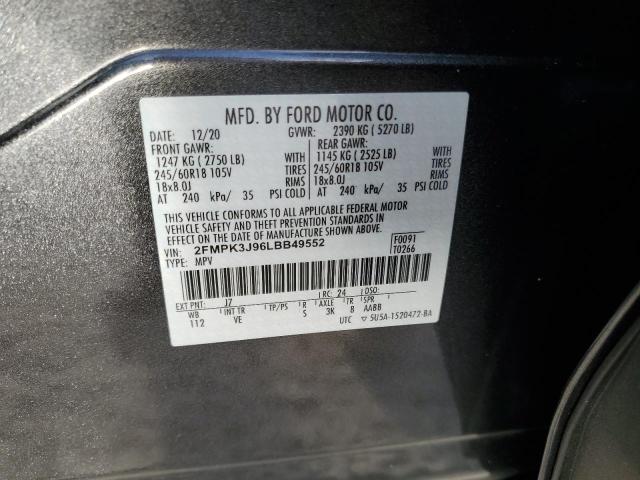 MFD. BY FORD MOTOR CO.
DATE: 12/20 GVWR: 2390 KG ( 5270 LB)
FRONT GAWR: REAR GAWR:
1247 KG ( 2750 LB) WITH 1145 KG ( 2525 LB) WITH
245/60R18 105V TIRES 245/60R18 105V TIRES
18x8.0J RIMS 18x8.0J RIMS
AT 240 kPa/ 35 PSI COLD AT 240 kPa/ 35 PSI COLD
THIS VEHICLE CONFORMS TO ALL APPLICABLE FEDERAL MOTOR
VEHICLE SAFETY AND THEFT PREVENTION STANDARDS IN
EFFECT ON THE DATE OF MANUFACTURE SHOWN ABOVE.
VIN: 2FMPK3J96LBB49552 F0091
TYPE: MPV T0266
EXT PNT: J7 RC: 24 DSO:
WB INT TR TP/PS R AXLE TR SPR
112 VE S 3K 8 AABB
UTC ▽ 5U5A-1520472-BA